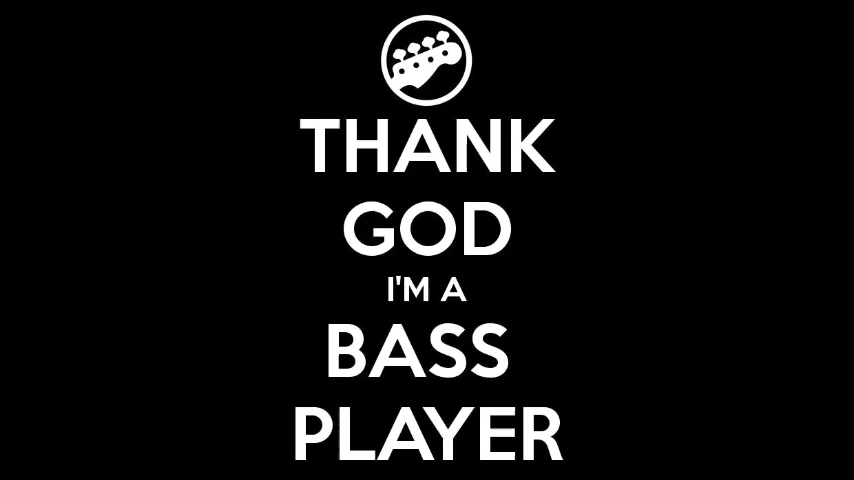 THANK
GOD
I'M A
BASS
PLAYER